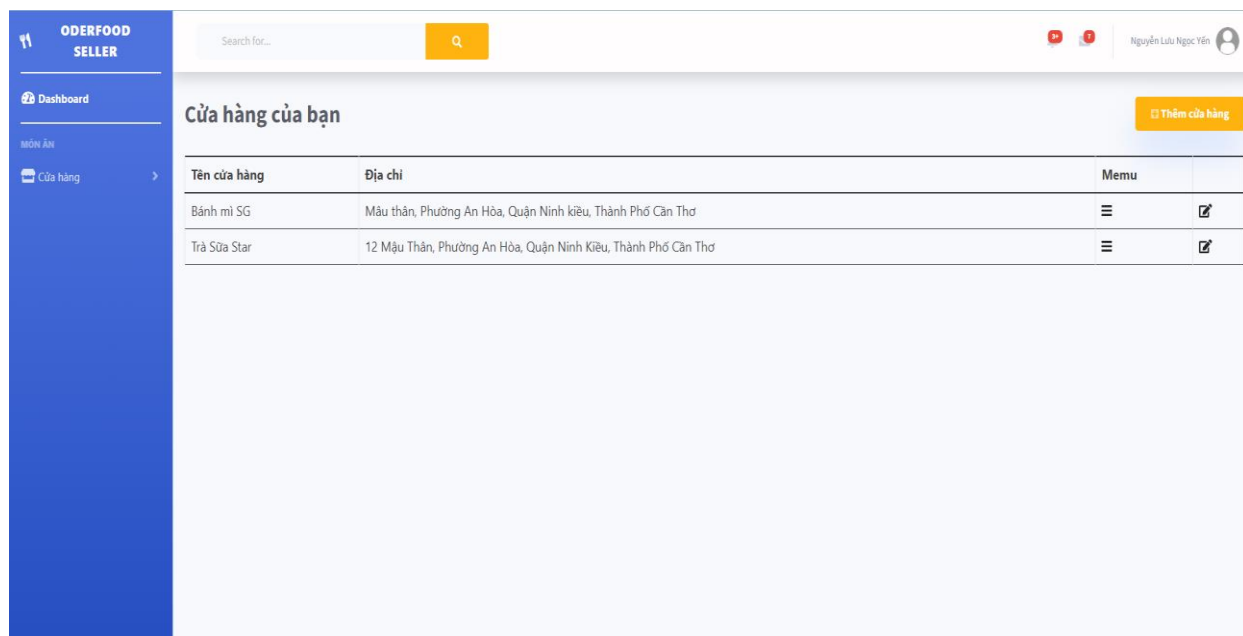 ODERFOOD
SELLER
Search for...
3+
7
Nguyễn Lưu Ngọc Yến
Dashboard
Cửa hàng của bạn
Thêm cửa hàng
MÓN ĂN
Cửa hàng
Tên cửa hàng Địa chỉ Memu
Bánh mì SG Mâu thân, Phường An Hòa, Quận Ninh kiều, Thành Phố Cần Thơ
Trà Sữa Star 12 Mậu Thân, Phường An Hòa, Quận Ninh Kiều, Thành Phố Cần Thơ